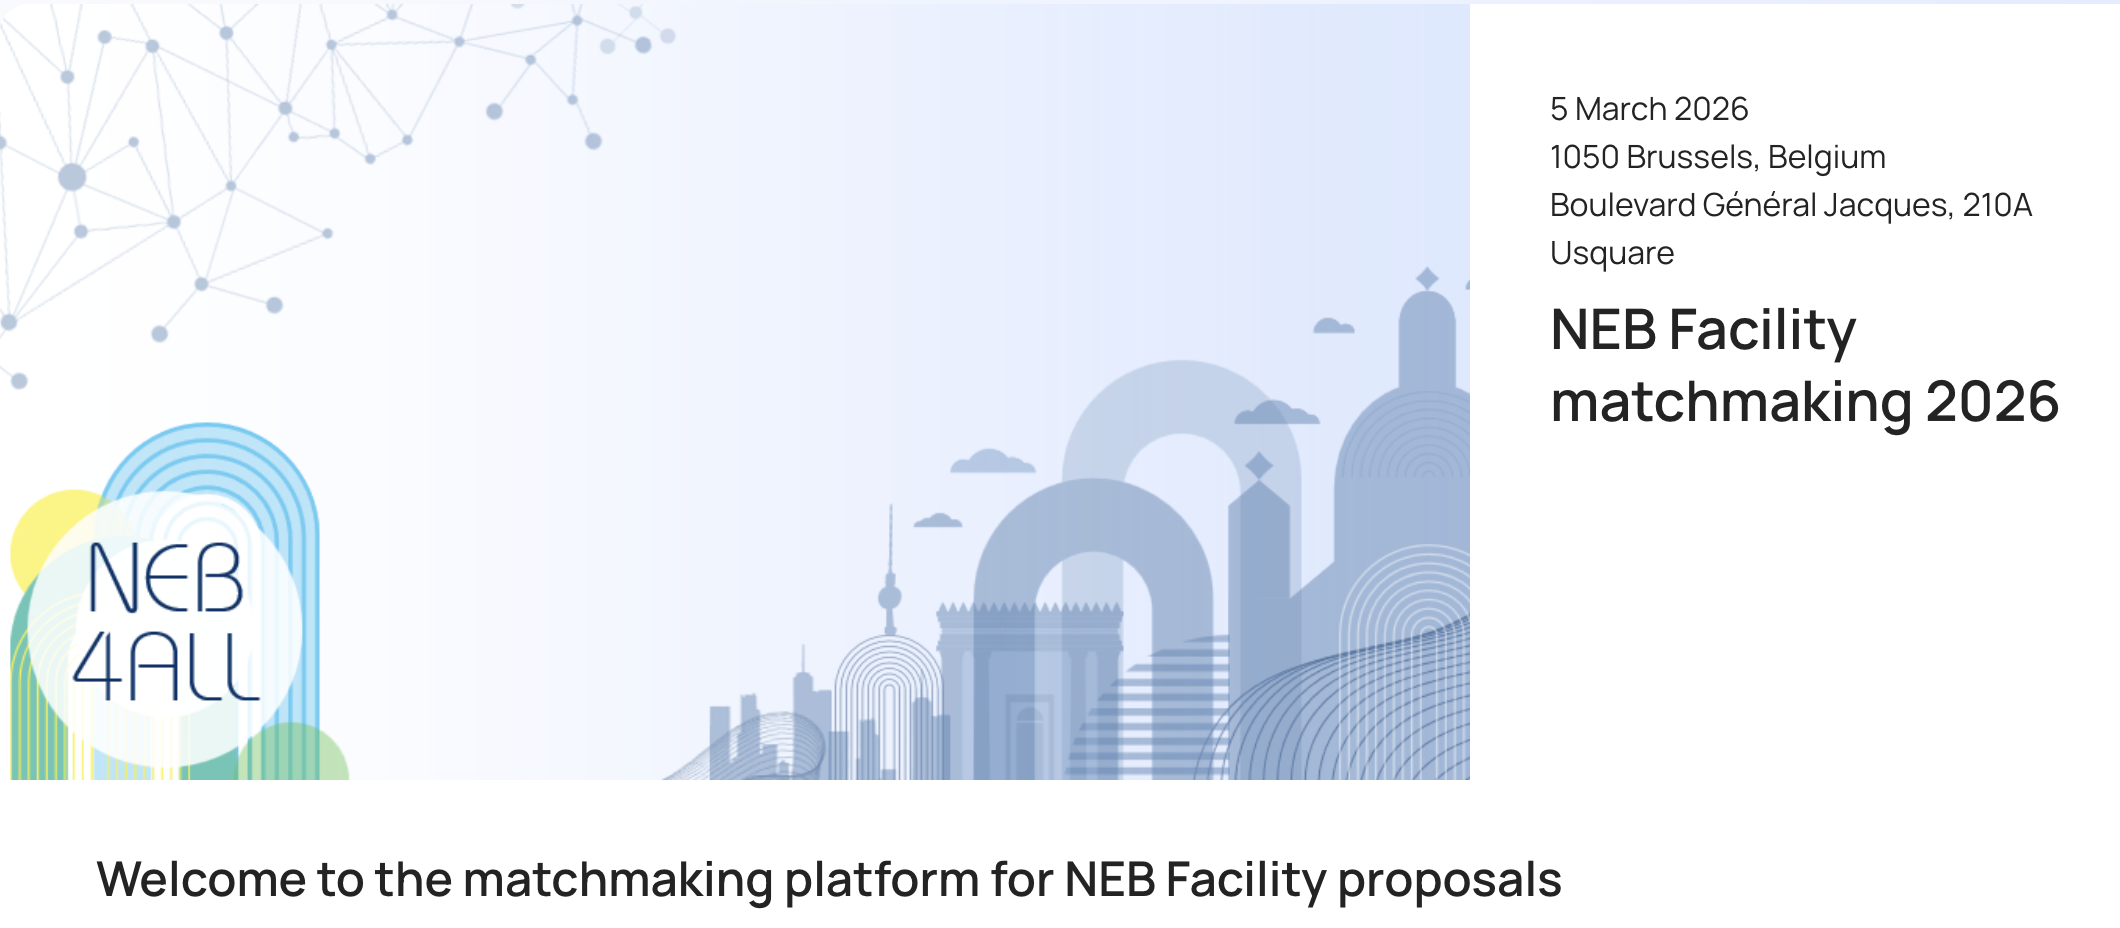 NEB
4ALL
5 March 2026
1050 Brussels, Belgium
Boulevard Général Jacques, 210A
Usquare
NEB Facility
matchmaking 2026
Welcome to the matchmaking platform for NEB Facility proposals